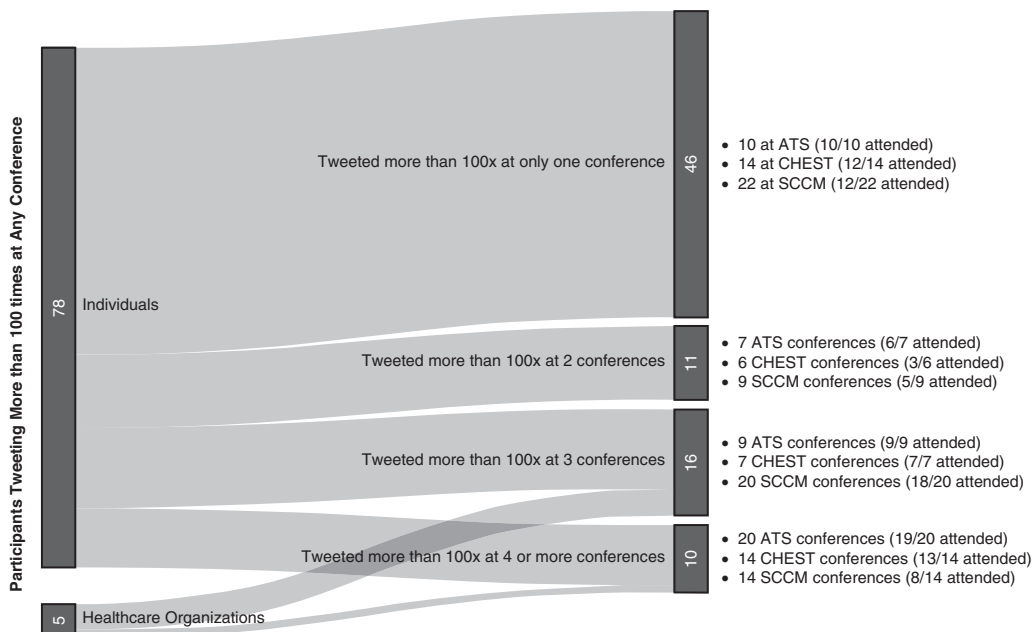 Participants Tweeting More than 100 times at Any Conference
78
Individuals
5
Healthcare Organizations
Tweeted more than 100x at only one conference
46
• 10 at ATS (10/10 attended)
• 14 at CHEST (12/14 attended)
• 22 at SCCM (12/22 attended)
Tweeted more than 100x at 2 conferences
11
• 7 ATS conferences (6/7 attended)
• 6 CHEST conferences (3/6 attended)
• 9 SCCM conferences (5/9 attended)
Tweeted more than 100x at 3 conferences
16
• 9 ATS conferences (9/9 attended)
• 7 CHEST conferences (7/7 attended)
• 20 SCCM conferences (18/20 attended)
Tweeted more than 100x at 4 or more conferences
10
• 20 ATS conferences (19/20 attended)
• 14 CHEST conferences (13/14 attended)
• 14 SCCM conferences (8/14 attended)